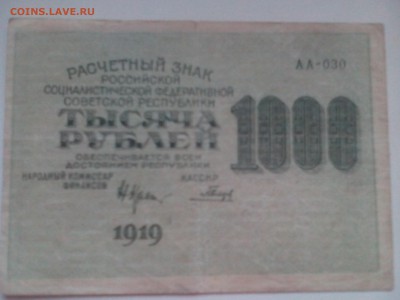 COINS.LAVE.RU
РАСЧЕТНЫЙ ЗНАК
РОССИЙСКОЙ
СОЦИАЛИСТИЧЕСКОЙ ФЕДЕРАТИВНОЙ
СОВЕТСКОЙ РЕСПУБЛИКИ
АА-030
ТЫСЯЧА
РУБЛЕЙ
1000
ОБЕСПЕЧИВАЕТСЯ ВСЕМ
ДОСТОЯНИЕМ РЕСПУБЛИКИ
НАРОДНЫЙ КОМИССАР
ФИНАНСОВ
КАССИР
1919